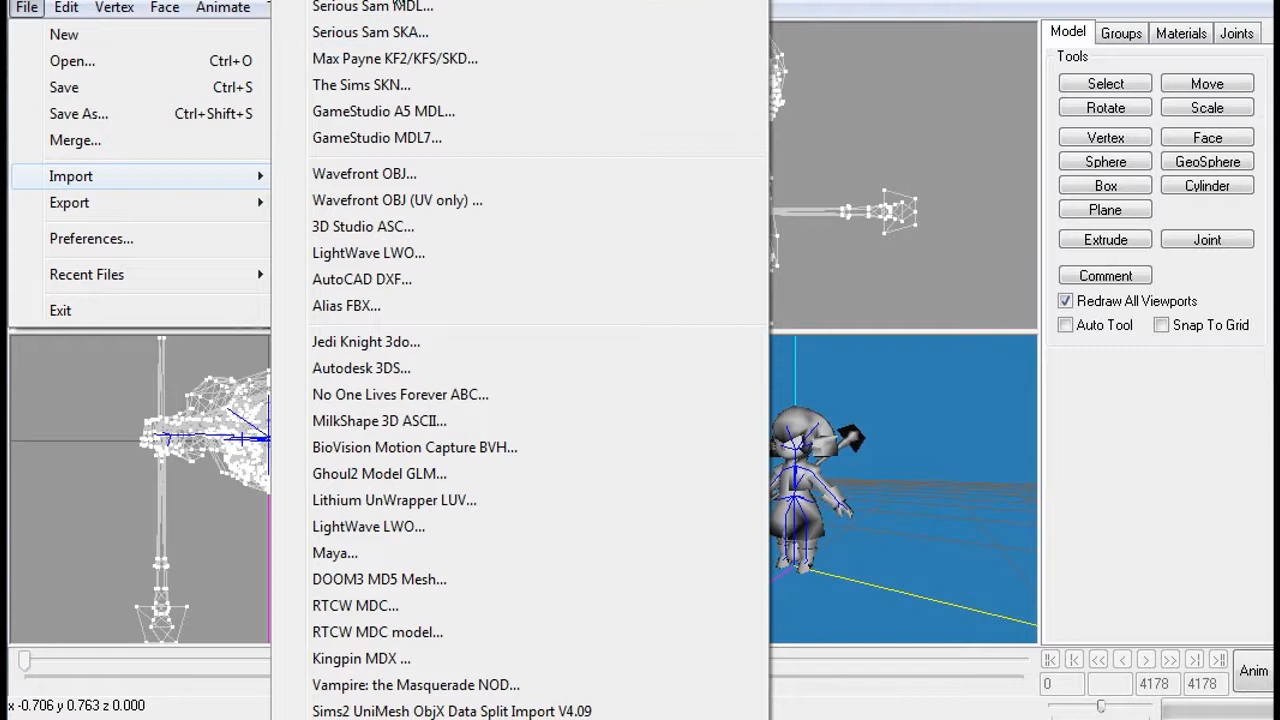 File Edit Vertex Face Animate
New
Open... Ctrl+O
Save Ctrl+S
Save As... Ctrl+Shift+S
Merge...
Import
Export
Preferences...
Recent Files
Exit
Serious Sam MDL...
Serious Sam SKA...
Max Payne KF2/KFS/SKD...
The Sims SKN...
GameStudio A5 MDL...
GameStudio MDL7...
Wavefront OBJ...
Wavefront OBJ (UV only) ...
3D Studio ASC...
LightWave LWO...
AutoCAD DXF...
Alias FBX...
Jedi Knight 3do...
Autodesk 3DS...
No One Lives Forever ABC...
MilkShape 3D ASCII...
BioVision Motion Capture BVH...
Ghoul2 Model GLM...
Lithium UnWrapper LUV...
LightWave LWO...
Maya...
DOOM3 MD5 Mesh...
RTCW MDC...
RTCW MDC model...
Kingpin MDX ...
Vampire: the Masquerade NOD...
Sims2 UniMesh ObjX Data Split Import V4.09
Model Groups Materials Joints
Tools
Select Move
Rotate Scale
Vertex Face
Sphere GeoSphere
Box Cylinder
Plane
Extrude Joint
Comment
Redraw All Viewports
Auto Tool Snap To Grid
Anim
0 4178 4178
x -0.706 y 0.763 z 0.000